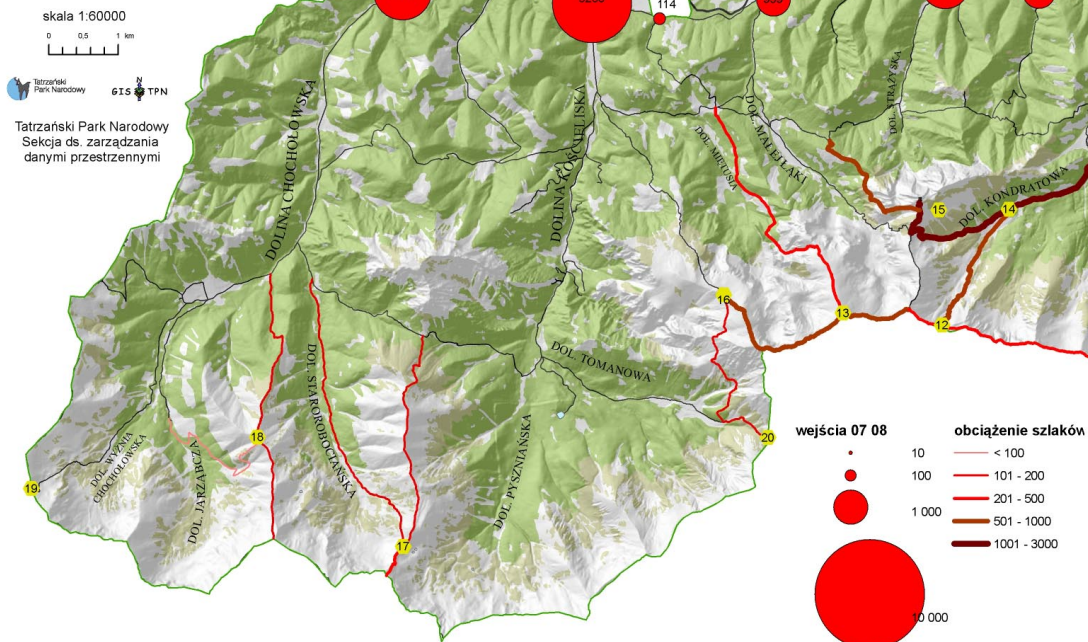 skala 1:60000
0 0,5 1 km
Tatrzański
Park Narodowy
N
GIS TPN
Tatrzański Park Narodowy
Sekcja ds. zarządzania
danymi przestrzennymi
114
DOLINA CHOCHOŁOWSKA
DOLINA KOŚCIELISKA
DOL. MIĘTUSIA
DOL. MAŁEJ ŁĄKI
DOL. STRĄŻYSKA
DOL. KONDRATOWA
15
14
16
13
12
DOL. TOMANOWA
DOL. STAROROBOCIAŃSKA
DOL. PYSZNIAŃSKA
18
20
DOL. WYŻNIA
CHOCHOŁOWSKA
DOL. JARZĄBCZA
19
17
wejścia 07 08
10
100
1 000
10 000
obciążenie szlaków
< 100
101 - 200
201 - 500
501 - 1000
1001 - 3000